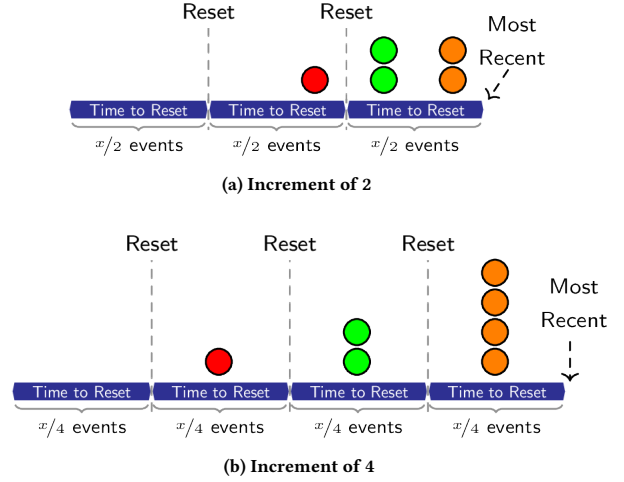 Reset Reset
Most
Recent
Time to Reset Time to Reset Time to Reset
x/2 events x/2 events x/2 events
(a) Increment of 2
Reset Reset Reset
Most
Recent
Time to Reset Time to Reset Time to Reset Time to Reset
x/4 events x/4 events x/4 events x/4 events
(b) Increment of 4